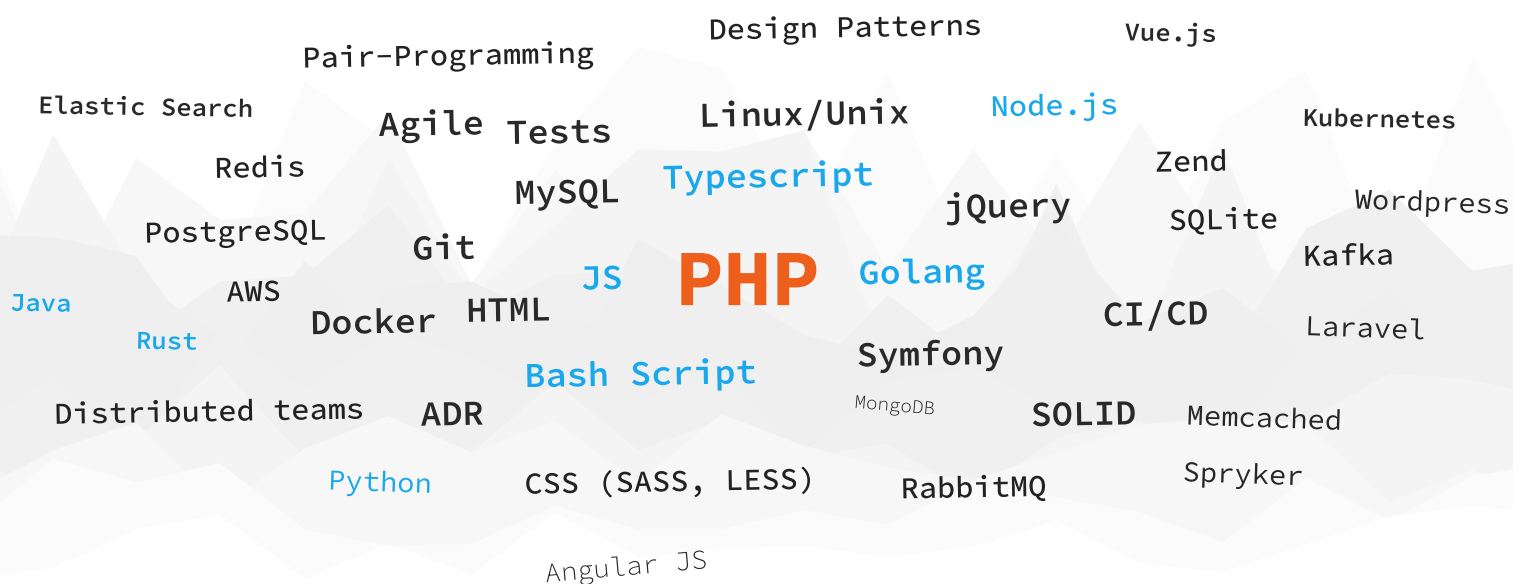 Design Patterns
Vue.js
Pair-Programming
Elastic Search
Agile
Tests
Linux/Unix
Node.js
Kubernetes
Redis
MySQL
Typescript
Zend
jQuery
SQLite
Wordpress
PostgreSQL
Git
JS
PHP
Golang
Kafka
Java
AWS
Rust
Docker
HTML
CI/CD
Laravel
Bash Script
Symfony
Distributed teams
ADR
MongoDB
SOLID
Memcached
Python
CSS (SASS, LESS)
RabbitMQ
Spryker
Angular JS